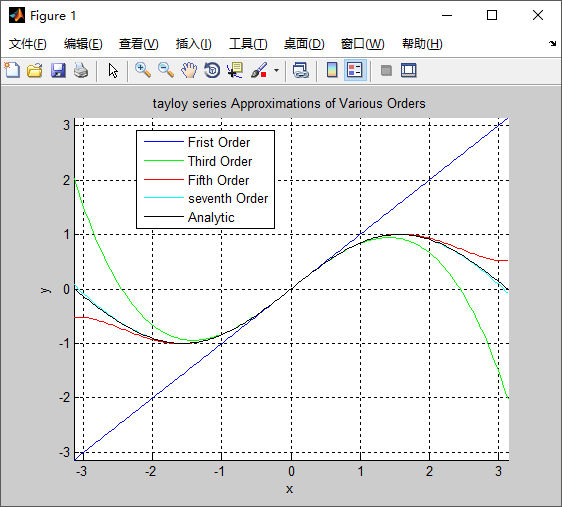 Figure 1
文件(F) 编辑(E) 查看(V) 插入(I) 工具(T) 桌面(D) 窗口(W) 帮助(H)
tayloy series Approximations of Various Orders
Frist Order
Third Order
Fifth Order
seventh Order
Analytic
3
2
1
0
-1
-2
-3
y
-3 -2 -1 0 1 2 3
x